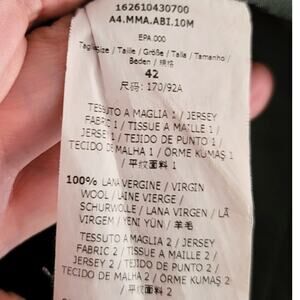 162610430700
A4.MMA.ABI.10M
EPA 000
Taglia/Size / Taille / Größe / Talla / Tamanho /
Beden / 规格
42
尺码: 170/92A
TESSUTO A MAGLIA 1 / JERSEY
FABRIC 1 / TISSUE A MAILLE 1 /
JERSEY 1 / TEJIDO DE PUNTO 1 /
TECIDO DE MALHA 2 / ÖRME KUMAŞ 1
/ 平纹面料 1
100% LANA VERGINE / VIRGIN
WOOL / LAINE VIERGE /
SCHURWOLLE / LANA VIRGEN / LÃ
VIRGEM / YENI YÜN / 羊毛
TESSUTO A MAGLIA 2 / JERSEY
FABRIC 2 / TISSUE A MAILLE 2 /
JERSEY 2 / TEJIDO DE PUNTO 2 /
TECIDO DE MALHA 2 / ÖRME KUMAŞ 2
/ 平纹面料 2